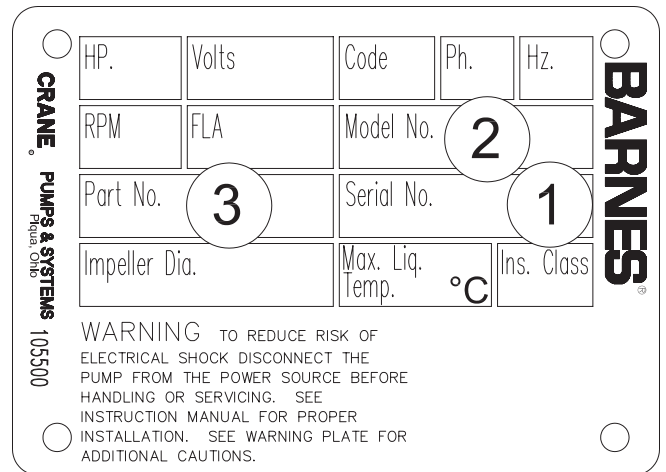 HP. Volts Code Ph. Hz.
RPM FLA Model No. 2
Part No. 3 Serial No. 1
Impeller Dia. Max. Liq. Temp. °C Ins. Class
WARNING TO REDUCE RISK OF
ELECTRICAL SHOCK DISCONNECT THE
PUMP FROM THE POWER SOURCE BEFORE
HANDLING OR SERVICING. SEE
INSTRUCTION MANUAL FOR PROPER
INSTALLATION. SEE WARNING PLATE FOR
ADDITIONAL CAUTIONS.
CRANE® PUMPS & SYSTEMS
Piqua, Ohio
105500
BARNES®